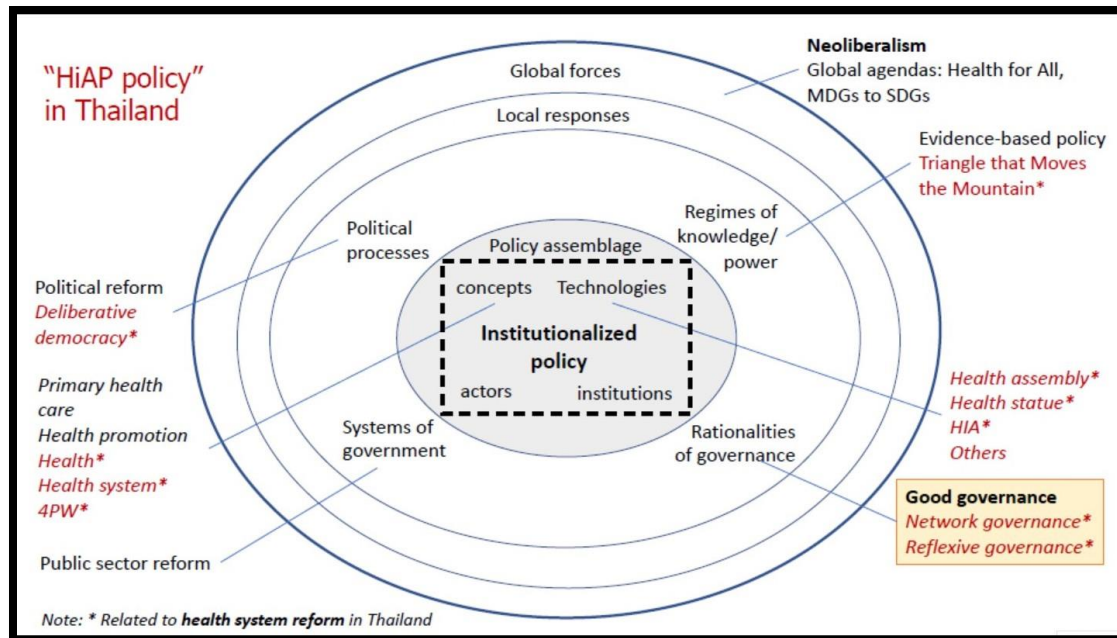 "HiAP policy"
in Thailand
Global forces
Local responses
Neoliberalism
Global agendas: Health for All,
MDGs to SDGs
Evidence-based policy
Triangle that Moves
the Mountain*
Political
processes
Regimes of
knowledge/
power
Policy assemblage
concepts Technologies
Institutionalized
policy
actors institutions
Political reform
Deliberative
democracy*
Primary health
care
Health promotion
Health*
Health system*
4PW*
Systems of
government
Rationalities
of governance
Health assembly*
Health statue*
HIA*
Others
Good governance
Network governance*
Reflexive governance*
Public sector reform
Note: * Related to health system reform in Thailand